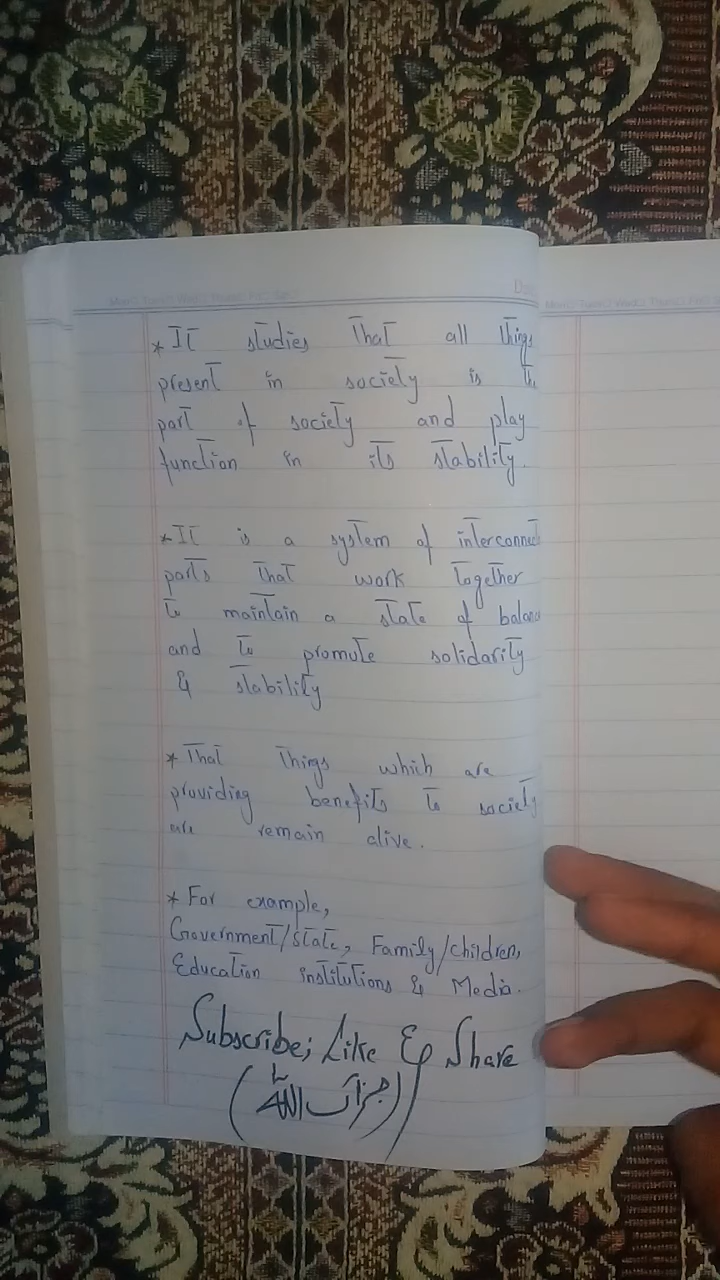 * It studies that all things
present in society is the
part of society and play
function in its stability.
* It is a system of interconnect
parts that work together
to maintain a state of balance
and to promote solidarity
& stability
* That things which are
providing benefits to society
are remain alive.
* For example,
Government/State, Family/children,
Education institutions & Media.
Subscribe; Like & Share
(جزاک اللہ)